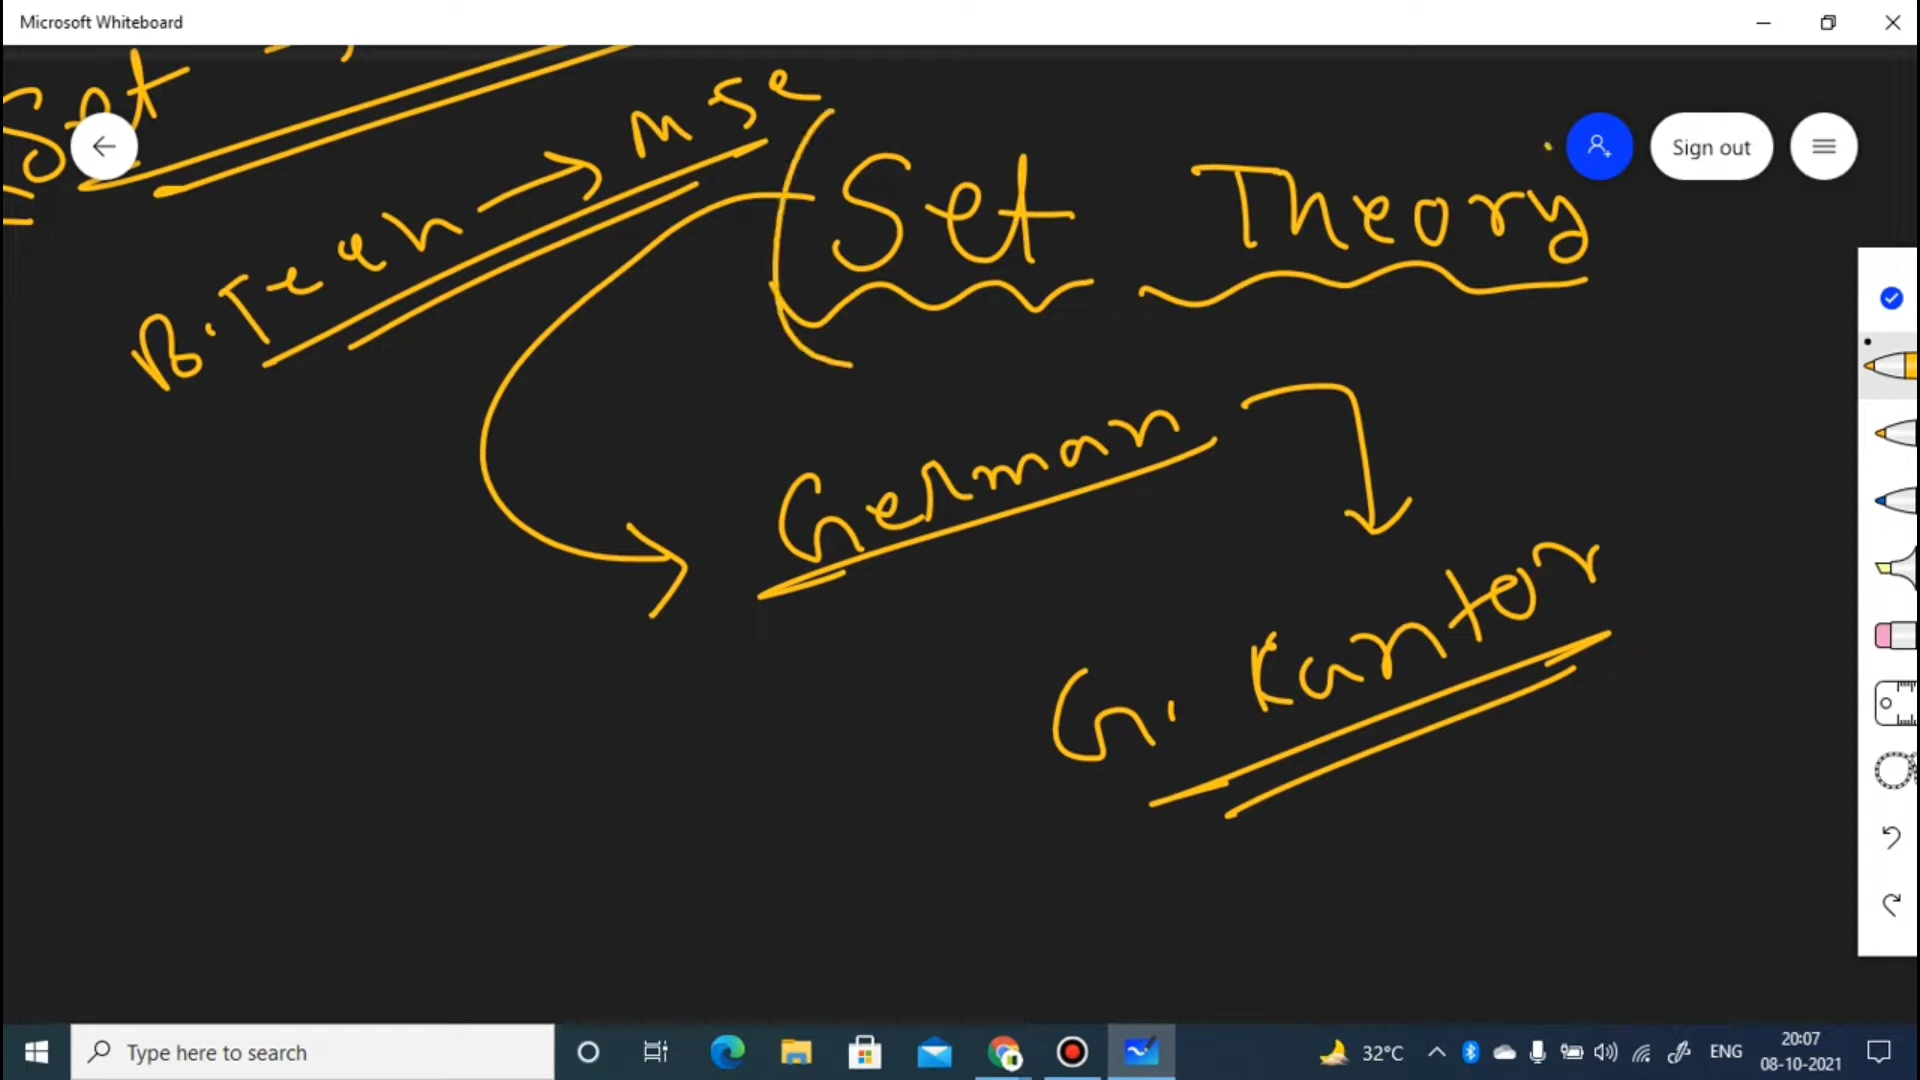 Microsoft Whiteboard
Set
B.Tech → MSc
Set Theory
Sign out
German
G. Kantor
Type here to search
32°C
ENG
20:07
08-10-2021